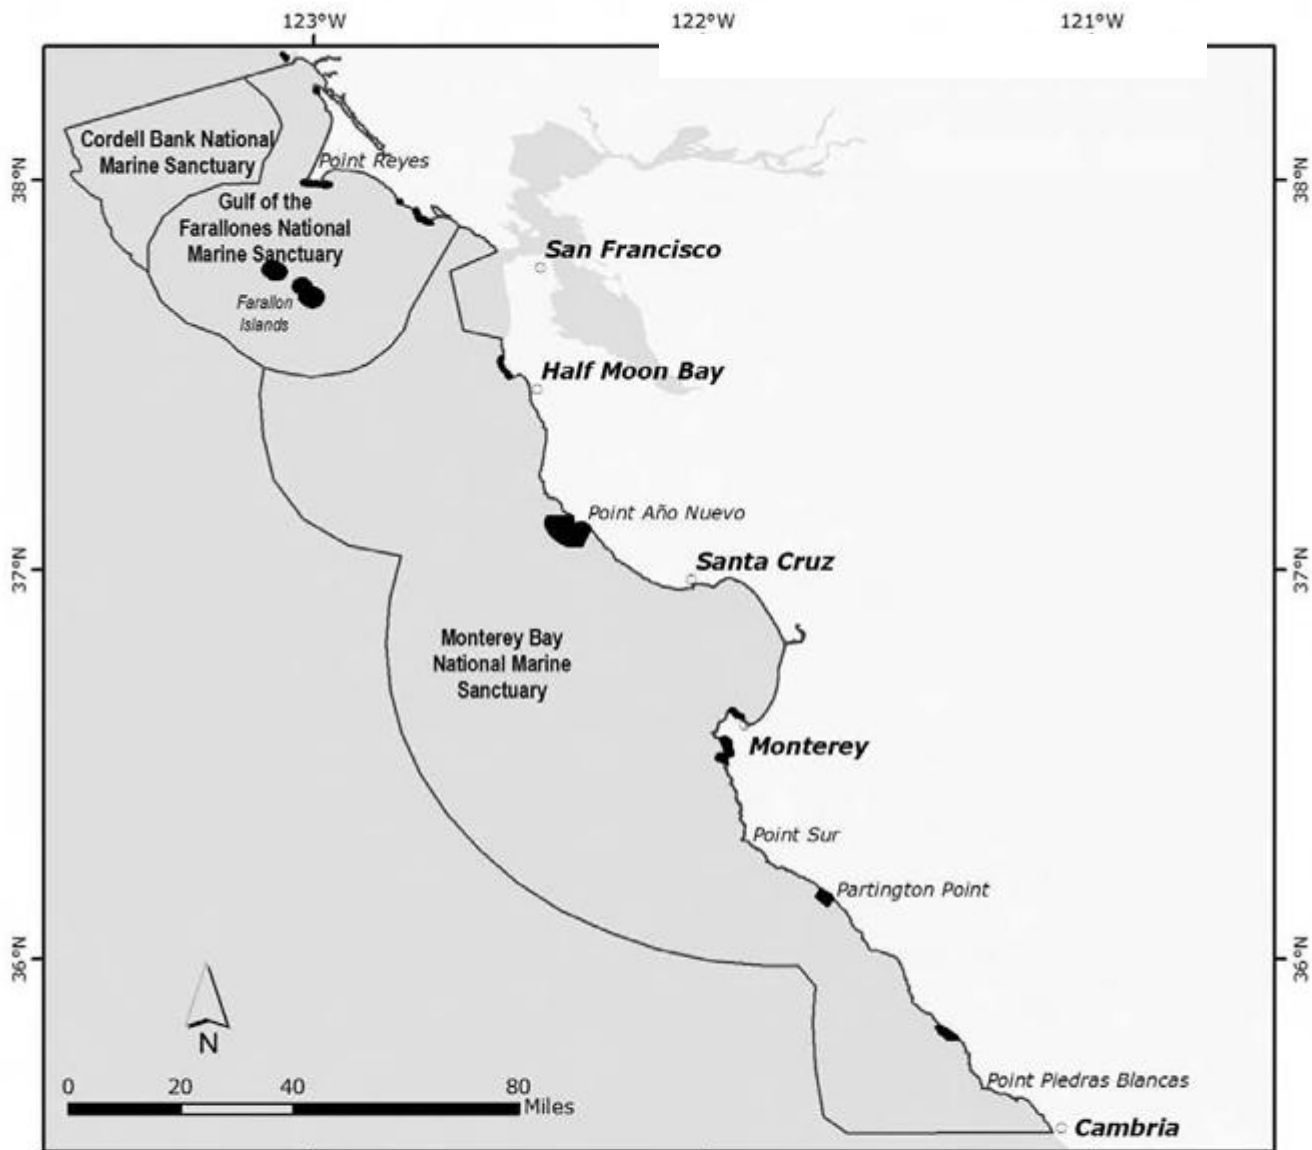 123°W
122°W
121°W
Cordell Bank National
Marine Sanctuary
Point Reyes
38°N
38°N
Gulf of the
Farallones National
Marine Sanctuary
San Francisco
Farallon
Islands
Half Moon Bay
Point Año Nuevo
Santa Cruz
37°N
37°N
Monterey Bay
National Marine
Sanctuary
Monterey
Point Sur
Partington Point
36°N
36°N
N
Point Piedras Blancas
0 20 40 80
Miles
Cambria